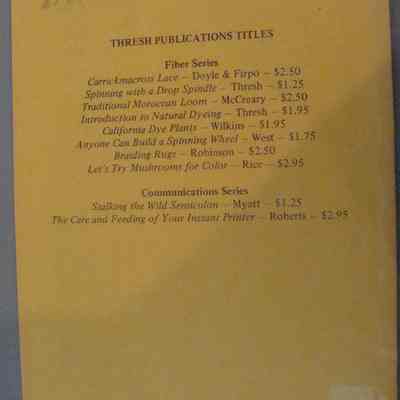 THRESH PUBLICATIONS TITLES
Fiber Series
Carrickmacross Lace — Doyle & Firpo — $2.50
Spinning with a Drop Spindle — Thresh — $1.25
Traditional Moroccan Loom — McCreary — $2.50
Introduction to Natural Dyeing — Thresh — $1.95
California Dye Plants — Wilkins — $1.95
Anyone Can Build a Spinning Wheel — West — $1.75
Braiding Rugs — Robinson — $2.50
Let's Try Mushrooms for Color — Rice — $2.95
Communications Series
Stalking the Wild Semicolon — Myatt — $1.25
The Care and Feeding of Your Instant Printer — Roberts — $2.95